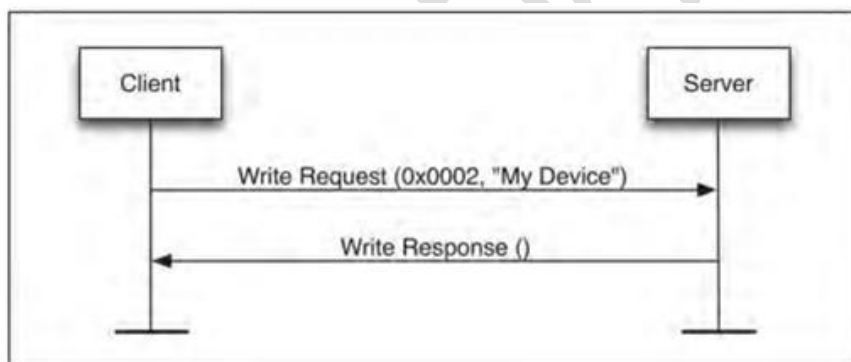 Client
Server
Write Request (0x0002, "My Device")
Write Response ()